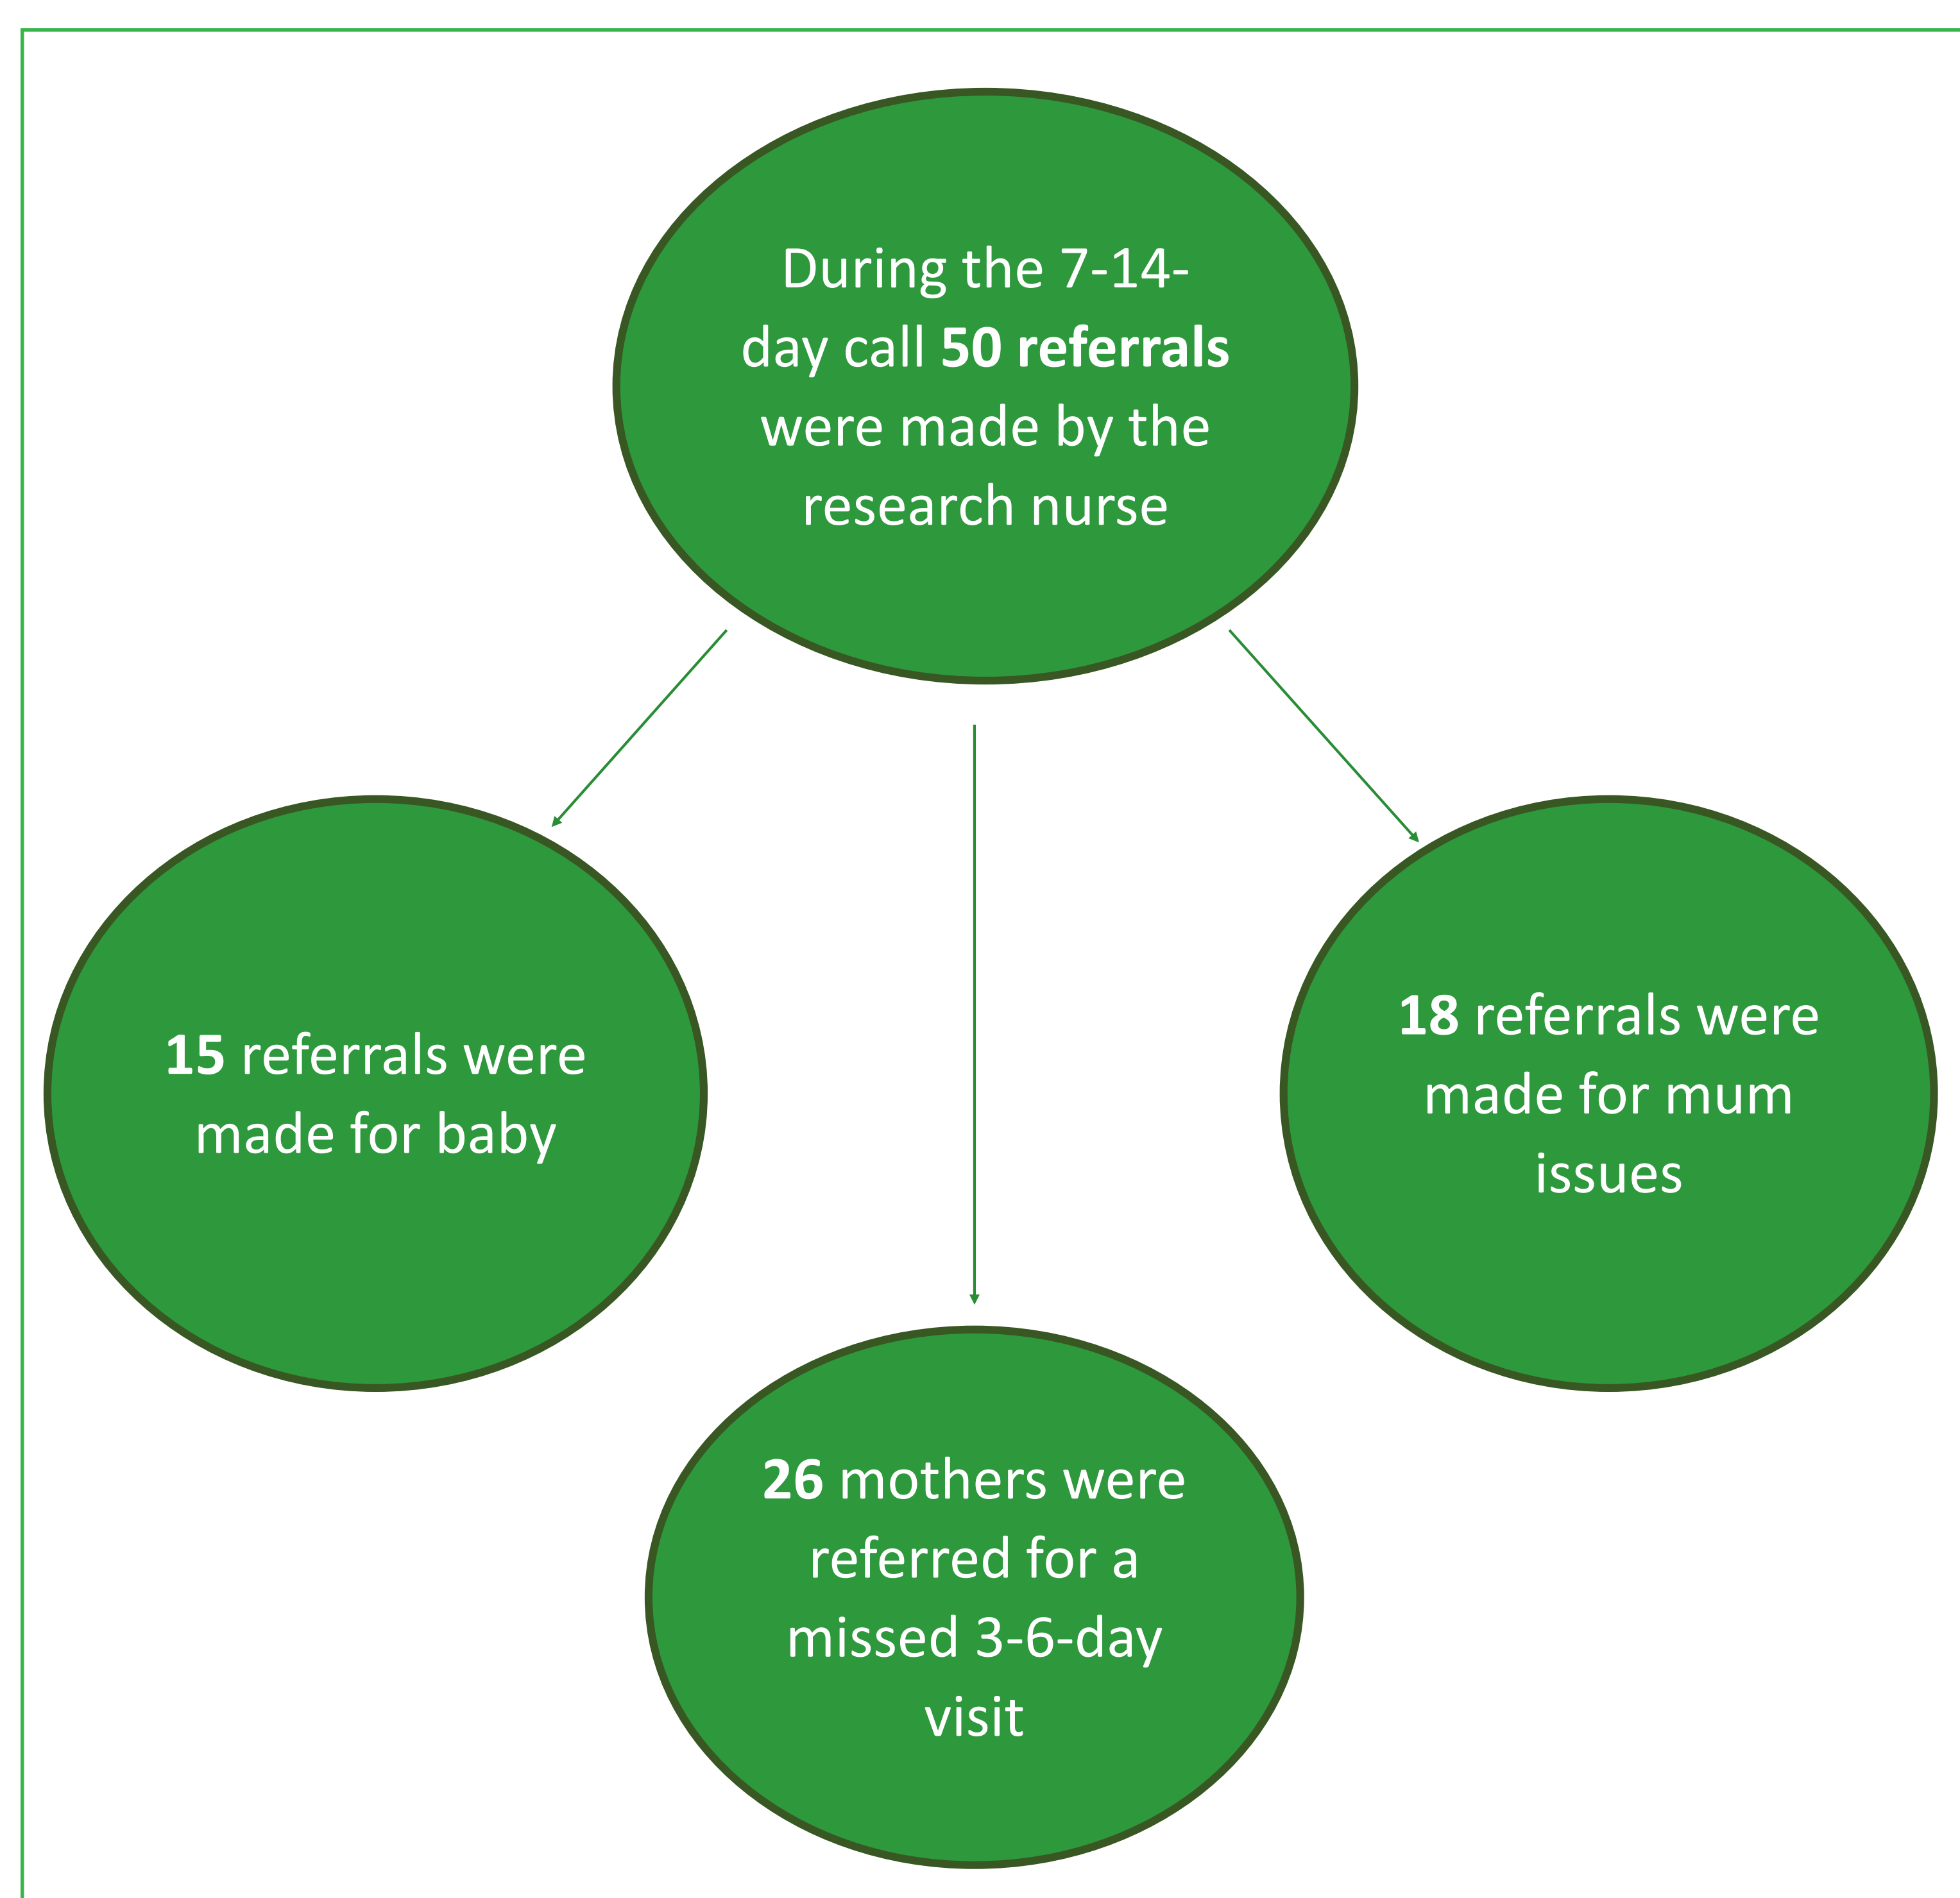 During the 7-14-
day call 50 referrals
were made by the
research nurse
15 referrals were
made for baby
18 referrals were
made for mum
issues
26 mothers were
referred for a
missed 3-6-day
visit